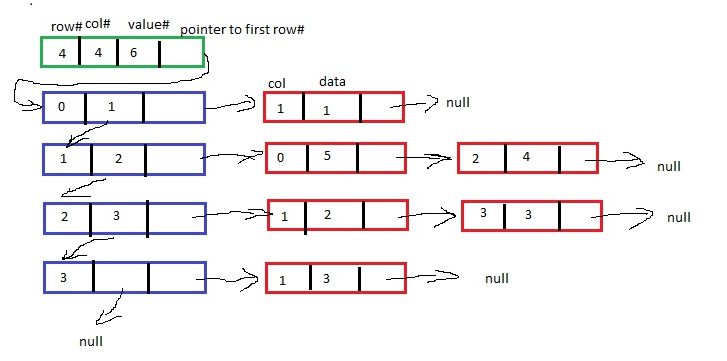 row# col# value# pointer to first row#
4 4 6
col data
0 1 1 1 null
1 2 0 5 2 4 null
2 3 1 2 3 3 null
3 1 3 null
null